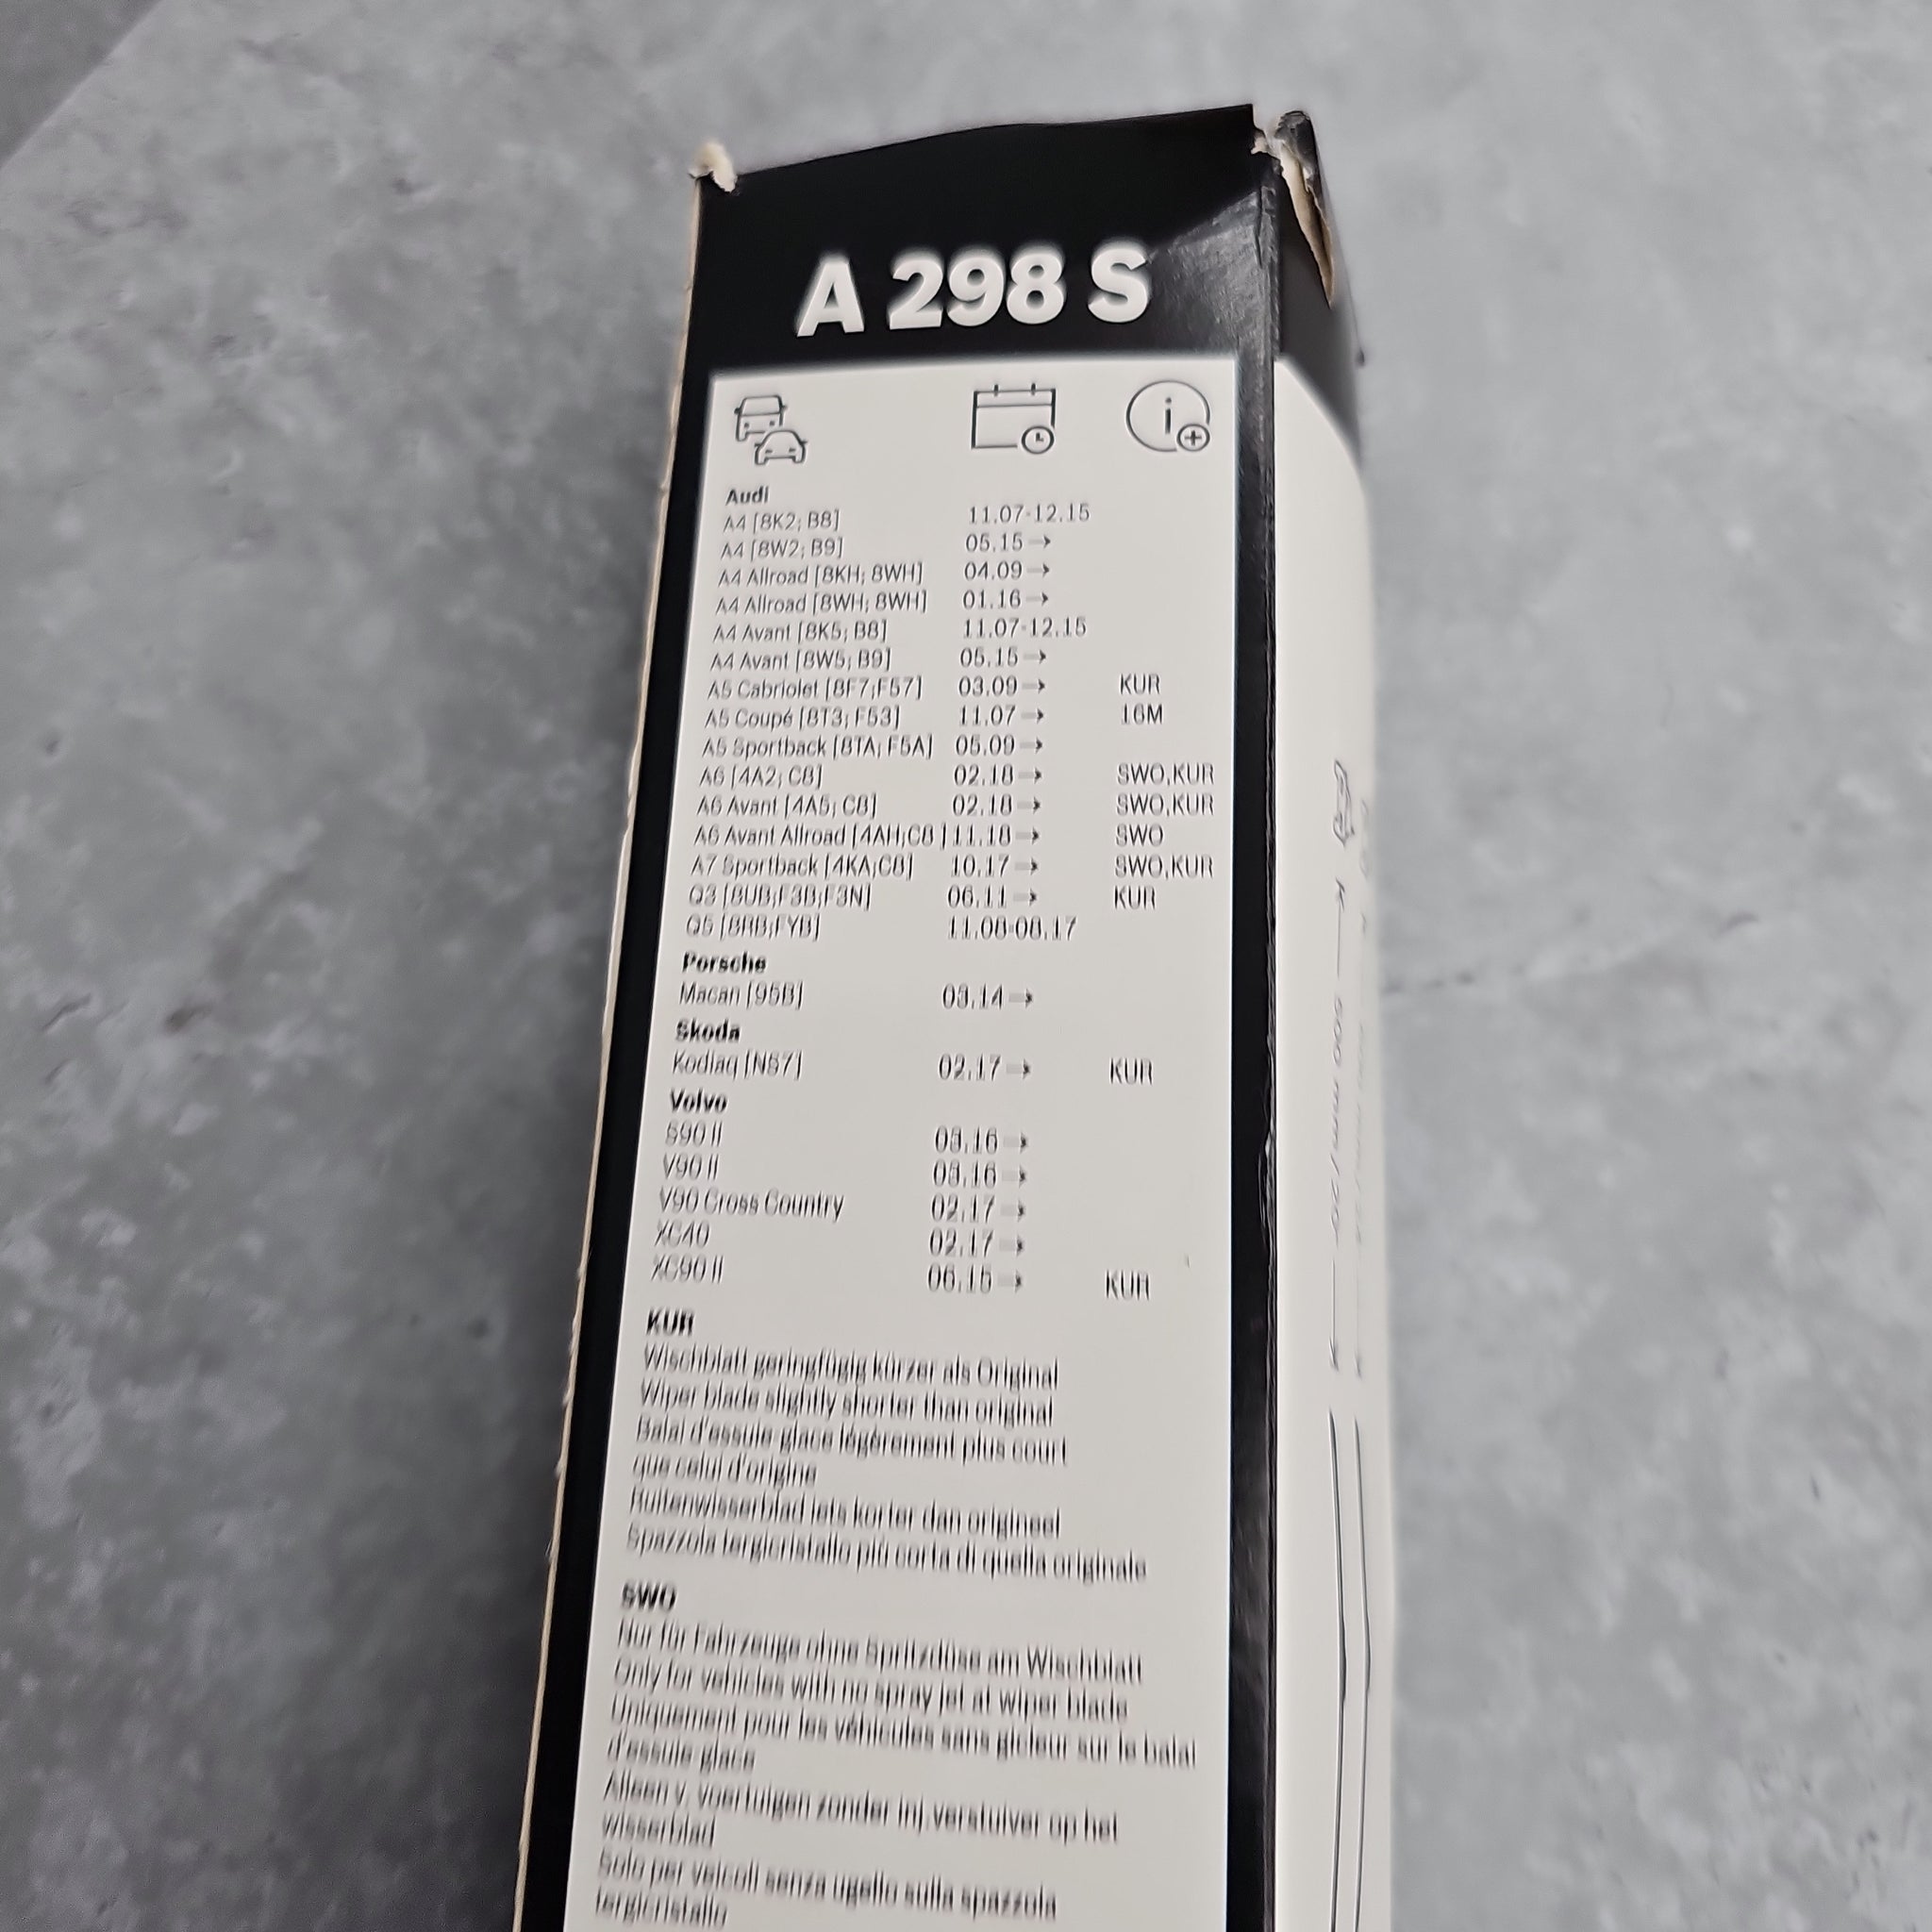 A 298 S
Audi
A4 [8K2; B8] 11.07-12.15
A4 [8W2; B9] 05.15→
A4 Allroad [8KH; 8WH] 04.09→
A4 Allroad [8WH; 8WH] 01.16→
A4 Avant [8K5; B8] 11.07-12.15
A4 Avant [8W5; B9] 05.15→
A5 Cabriolet [8F7;F57] 03.09→ KUR
A5 Coupé [8T3; F53] 11.07→ 16M
A5 Sportback [8TA; F5A] 05.09→
A6 [4A2; C8] 02.18→ SWO,KUR
A6 Avant [4A5; C8] 02.18→ SWO,KUR
A6 Avant Allroad [4AH;C8] 11.18→ SWO
A7 Sportback [4KA;C8] 10.17→ SWO,KUR
Q3 [8UB;F3B;F3N] 06.11→ KUR
Q5 [8RB;FYB] 11.08-08.17
Porsche
Macan [95B] 03.14→
Skoda
Kodiaq [NS7] 02.17→ KUR
Volvo
S90 II 03.16→
V90 II 03.16→
V90 Cross Country 02.17→
XC40 02.17→
XC90 II 06.15→ KUR
KUR
Wischblatt geringfügig kürzer als Original
Wiper blade slightly shorter than original
Balai d'essuie glace légèrement plus court
que celui d'origine
Ruitenwisserblad iets korter dan origineel
Spazzola tergicristallo più corta di quella originale
SWO
Nur für Fahrzeuge ohne Spritzdüse am Wischblatt
Only for vehicles with no spray jet at wiper blade
Uniquement pour les véhicules sans gicleur sur le balai
d'essuie glace
Alleen v. voertuigen zonder inj.verstuiver op het
wisserblad
Solo per veicoli senza ugello sulla spazzola
tergicristallo